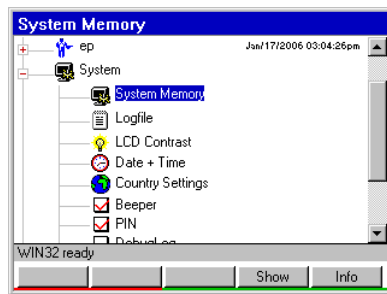 System Memory
ep
Jan/17/2006 03:04:26pm
System
System Memory
Logfile
LCD Contrast
Date + Time
Country Settings
Beeper
PIN
DebugLog
WIN32 ready
Show
Info